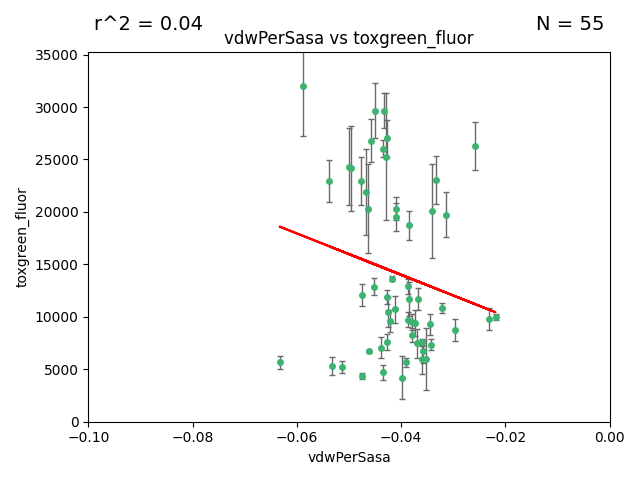 r^2 = 0.04
N = 55
vdwPerSasa vs toxgreen_fluor
35000
30000
25000
20000
15000
10000
5000
0
toxgreen_fluor
−0.10
−0.08
−0.06
−0.04
−0.02
0.00
vdwPerSasa